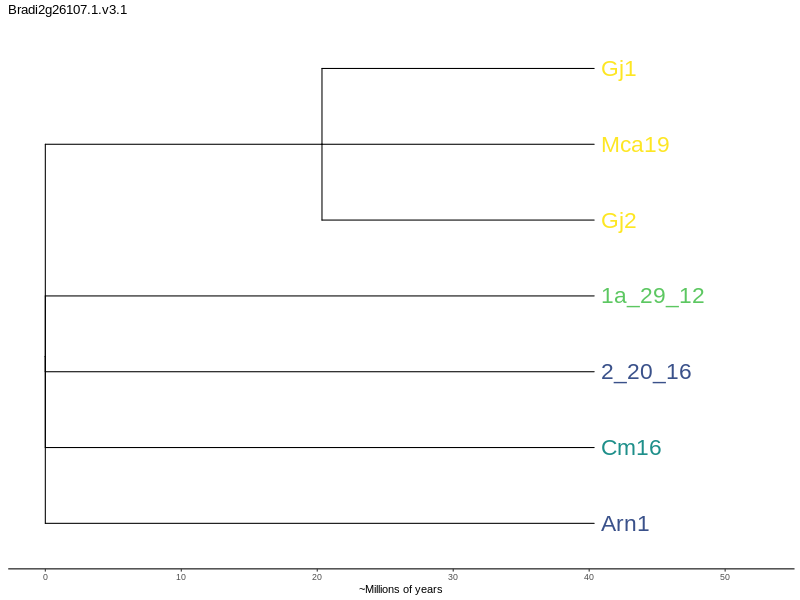 Bradi2g26107.1.v3.1
Gj1
Mca19
Gj2
1a_29_12
2_20_16
Cm16
Arn1
0 10 20 30 40 50
~Millions of years